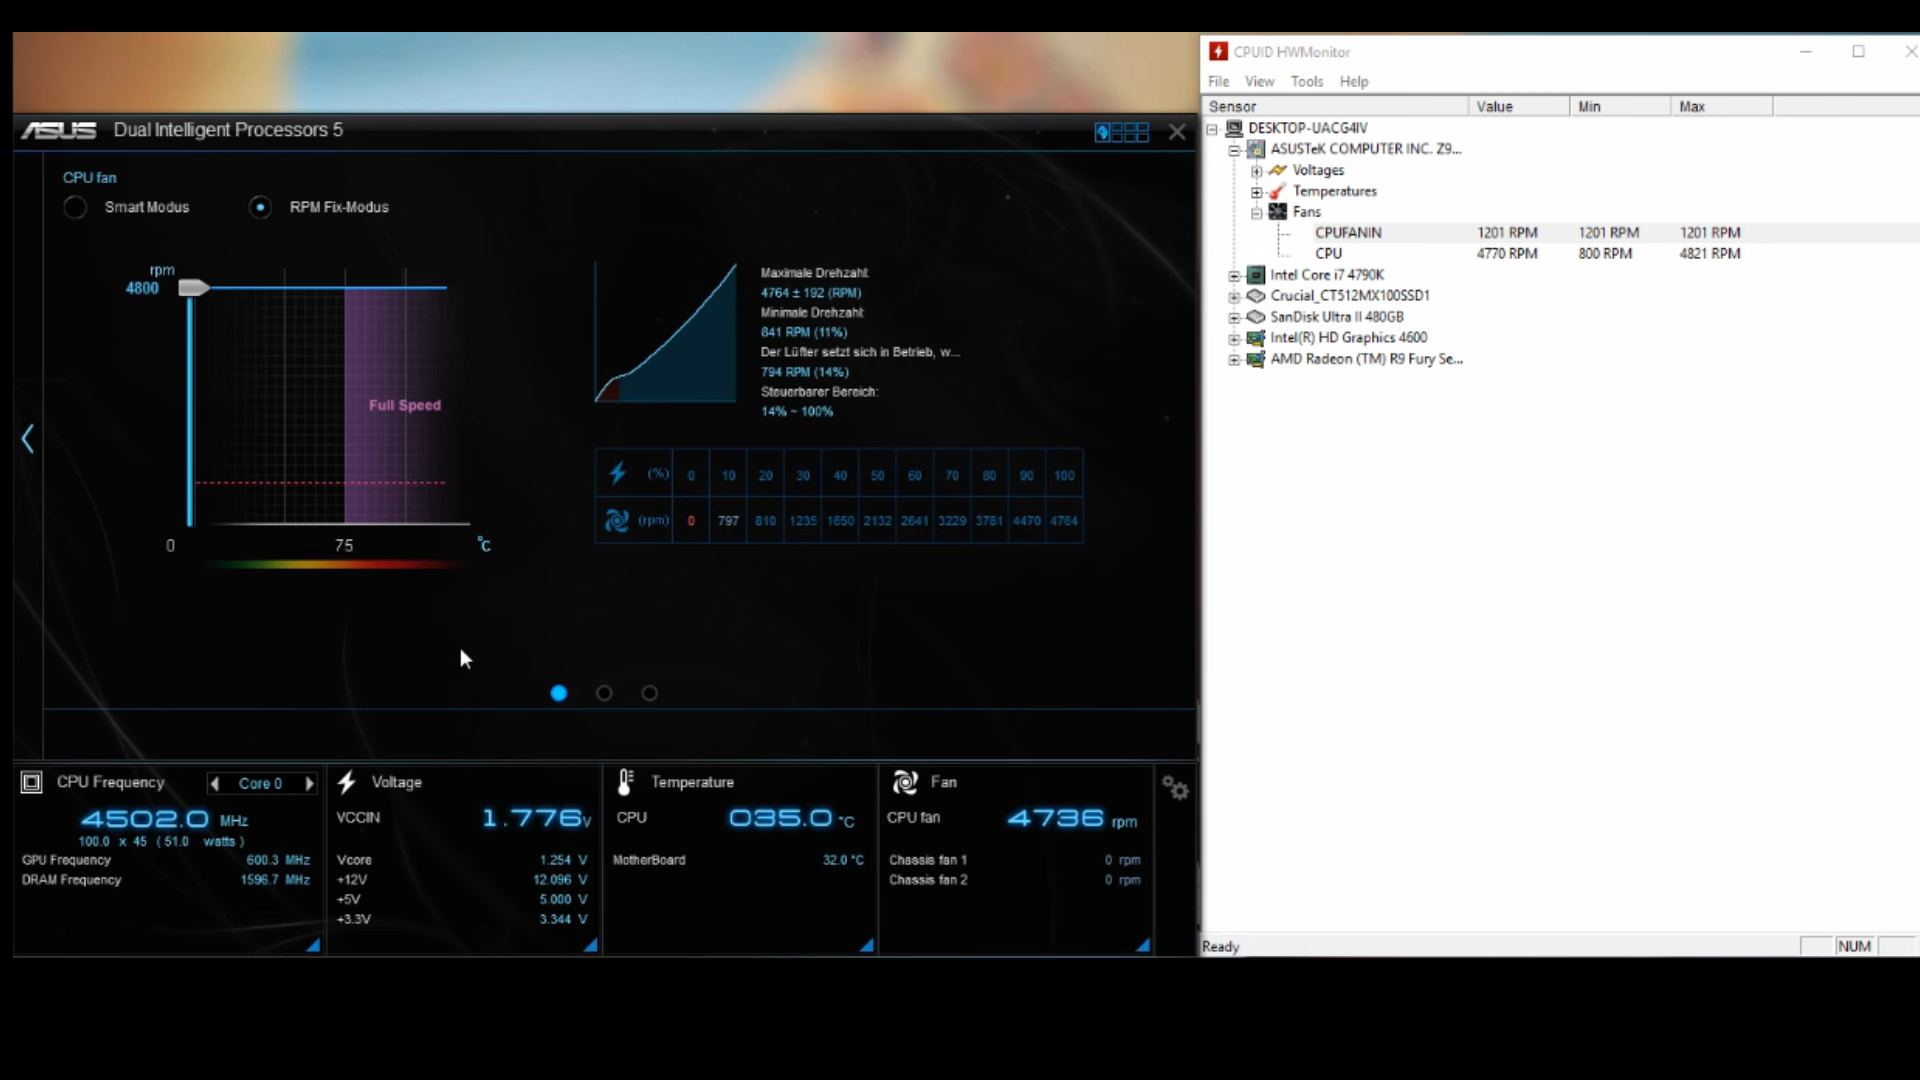 ASUS Dual Intelligent Processors 5
CPU fan
Smart Modus
RPM Fix-Modus
rpm
4800
Full Speed
0
75
°C
Maximale Drehzahl:
4764 ± 192 (RPM)
Minimale Drehzahl:
841 RPM (11%)
Der Lüfter setzt sich in Betrieb, w...
794 RPM (14%)
Steuerbarer Bereich:
14% ~ 100%
(%) 0 10 20 30 40 50 60 70 80 90 100
(rpm) 0 797 810 1235 1650 2132 2641 3229 3781 4470 4764
CPU Frequency
Core 0
4502.0 MHz
100.0 x 45 ( 51.0 watts )
GPU Frequency 600.3 MHz
DRAM Frequency 1596.7 MHz
Voltage
VCCIN 1.776 V
Vcore 1.254 V
+12V 12.096 V
+5V 5.000 V
+3.3V 3.344 V
Temperature
CPU 035.0 °C
MotherBoard 32.0 °C
Fan
CPU fan 4736 rpm
Chassis fan 1 0 rpm
Chassis fan 2 0 rpm
CPUID HWMonitor
File View Tools Help
Sensor Value Min Max
DESKTOP-UACG4IV
ASUSTeK COMPUTER INC. Z9...
Voltages
Temperatures
Fans
CPUFANIN 1201 RPM 1201 RPM 1201 RPM
CPU 4770 RPM 800 RPM 4821 RPM
Intel Core i7 4790K
Crucial_CT512MX100SSD1
SanDisk Ultra II 480GB
Intel(R) HD Graphics 4600
AMD Radeon (TM) R9 Fury Se...
Ready
NUM